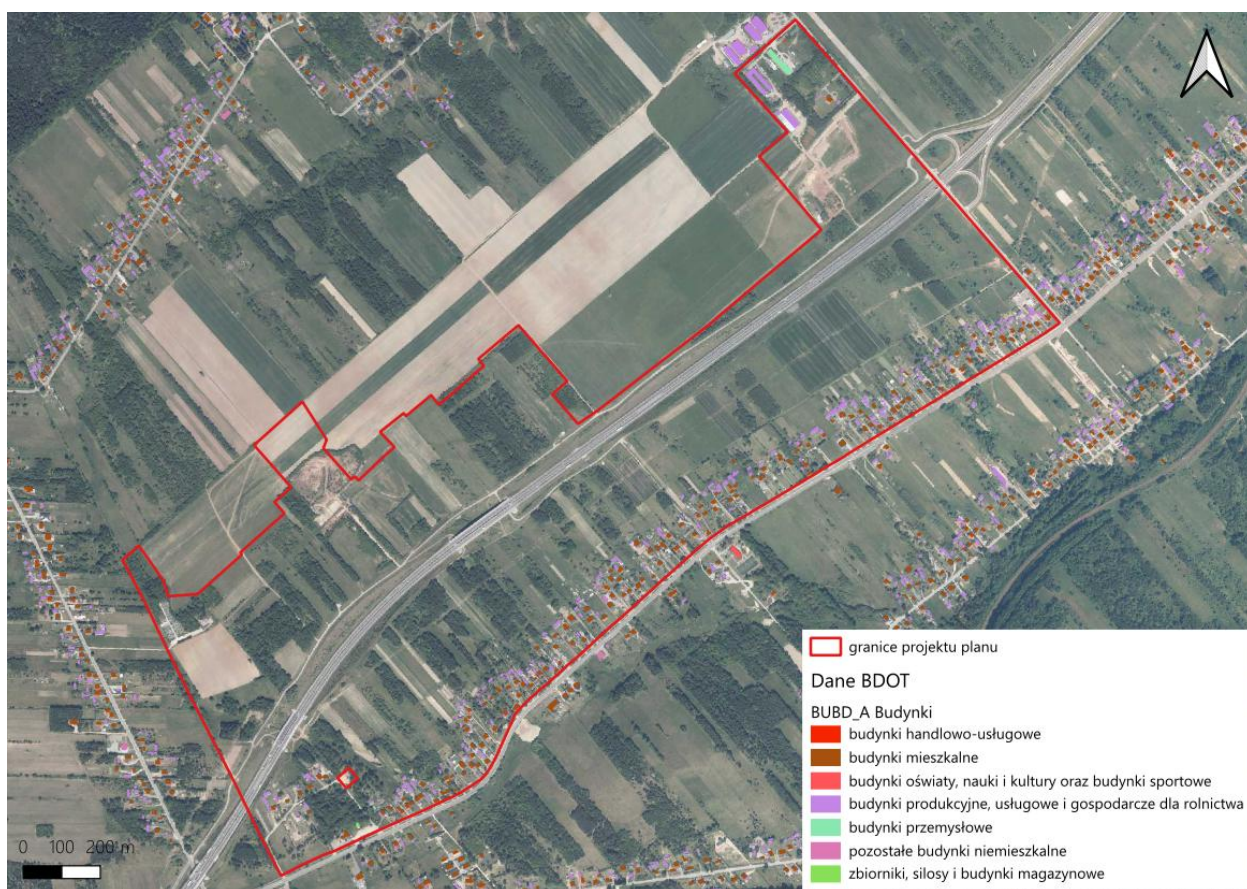 granice projektu planu
Dane BDOT
BUBD_A Budynki
budynki handlowo-usługowe
budynki mieszkalne
budynki oświaty, nauki i kultury oraz budynki sportowe
budynki produkcyjne, usługowe i gospodarcze dla rolnictwa
budynki przemysłowe
pozostałe budynki niemieszkalne
zbiorniki, silosy i budynki magazynowe
0 100 200 m